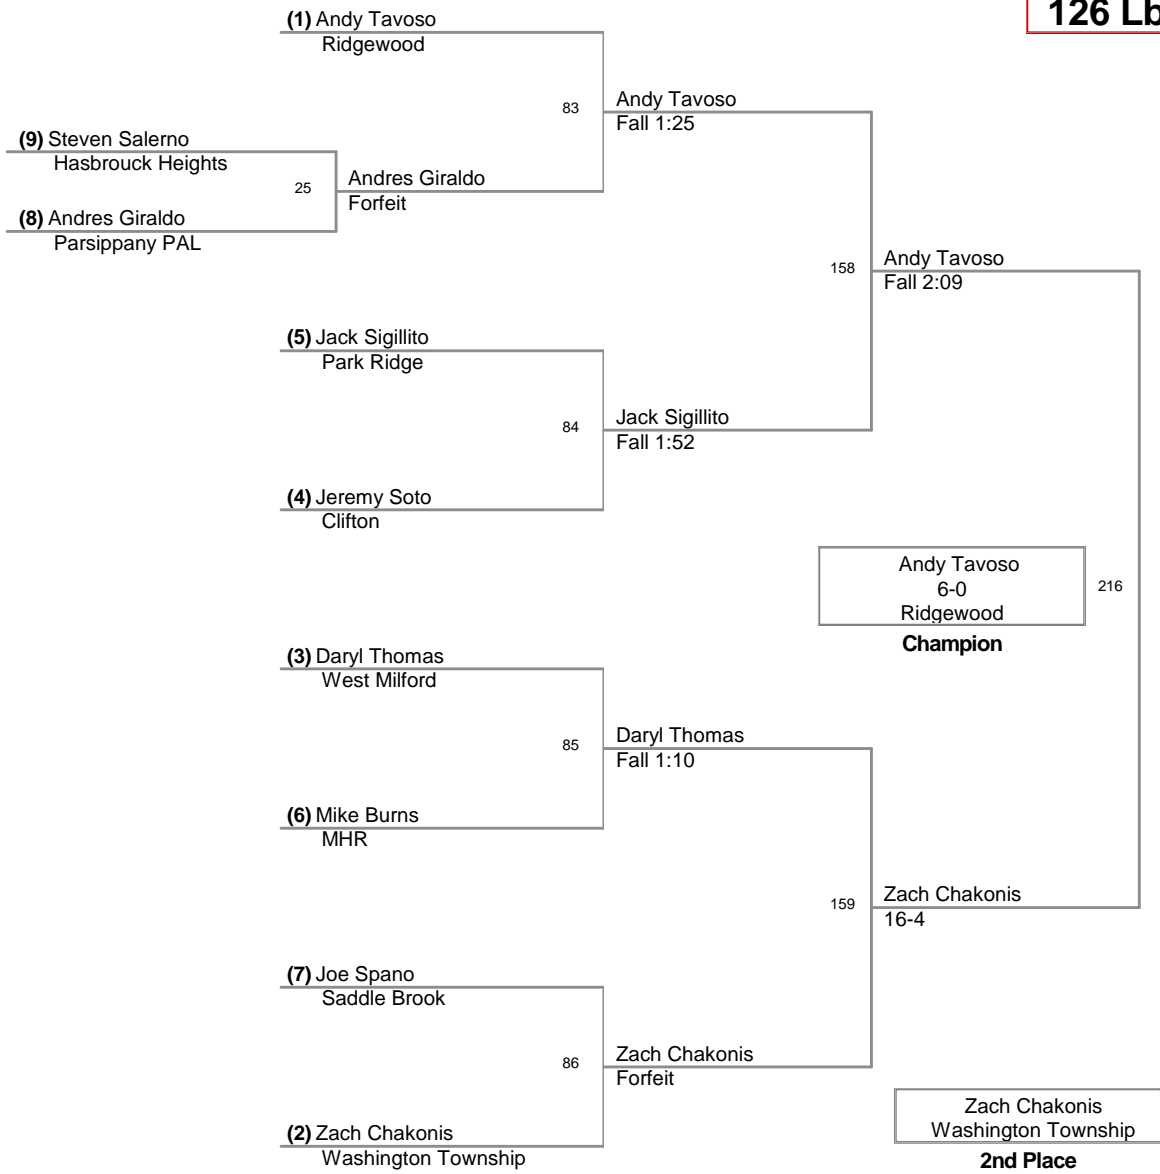 126 Lb
(1) Andy Tavoso
Ridgewood
83
Andy Tavoso
Fall 1:25
(9) Steven Salerno
Hasbrouck Heights
25
Andres Giraldo
Forfeit
(8) Andres Giraldo
Parsippany PAL
158
Andy Tavoso
Fall 2:09
(5) Jack Sigillito
Park Ridge
84
Jack Sigillito
Fall 1:52
(4) Jeremy Soto
Clifton
Andy Tavoso
6-0
Ridgewood
216
Champion
(3) Daryl Thomas
West Milford
85
Daryl Thomas
Fall 1:10
(6) Mike Burns
MHR
159
Zach Chakonis
16-4
(7) Joe Spano
Saddle Brook
86
Zach Chakonis
Forfeit
(2) Zach Chakonis
Washington Township
Zach Chakonis
Washington Township
2nd Place